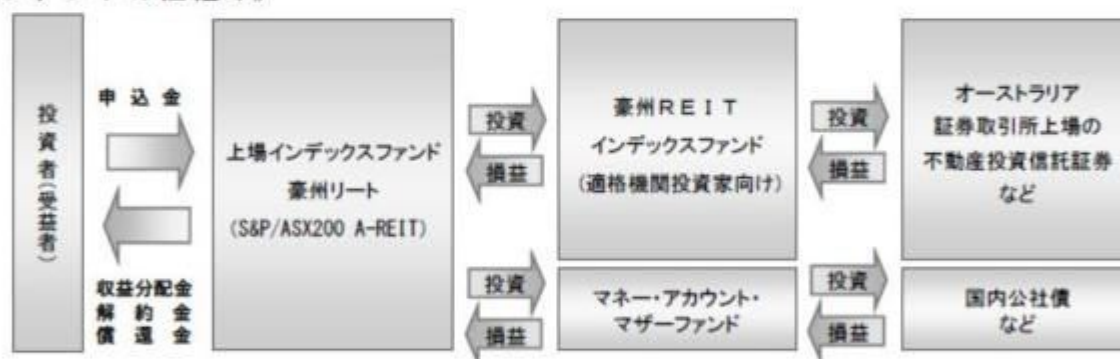 投資者(受益者)
申込金
収益分配金
解約金
償還金
上場インデックスファンド
豪州リート
(S&P/ASX200 A-REIT)
投資
損益
投資
損益
豪州REIT
インデックスファンド
(適格機関投資家向け)
マネー・アカウント・
マザーファンド
投資
損益
投資
損益
オーストラリア
証券取引所上場の
不動産投資信託証券
など
国内公社債
など